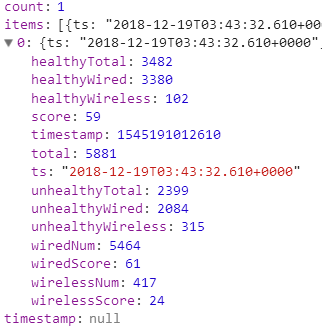 count: 1
items: [{ts: "2018-12-19T03:43:32.610+000
▼ 0: {ts: "2018-12-19T03:43:32.610+0000",
healthyTotal: 3482
healthyWired: 3380
healthyWireless: 102
score: 59
timestamp: 1545191012610
total: 5881
ts: "2018-12-19T03:43:32.610+0000"
unhealthyTotal: 2399
unhealthyWired: 2084
unhealthyWireless: 315
wiredNum: 5464
wiredScore: 61
wirelessNum: 417
wirelessScore: 24
timestamp: null